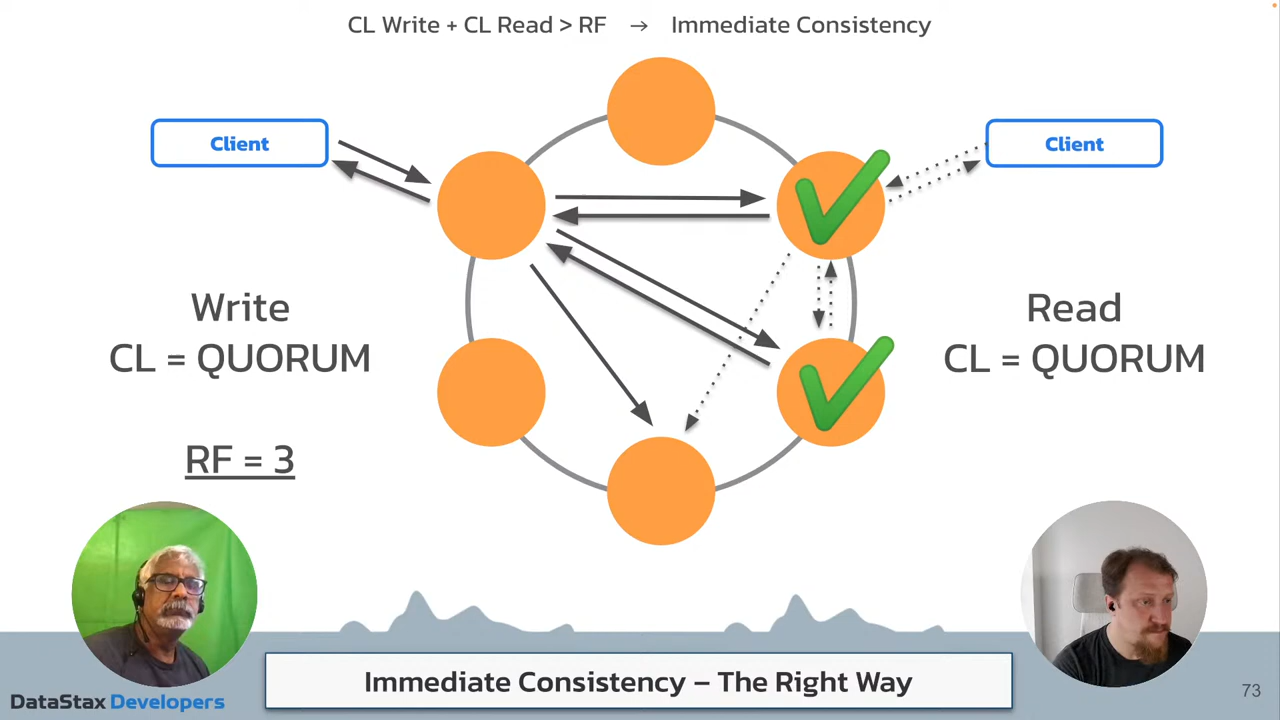 CL Write + CL Read > RF → Immediate Consistency
Client
Client
Write
CL = QUORUM
Read
CL = QUORUM
RF = 3
Immediate Consistency – The Right Way
DataStax Developers
73